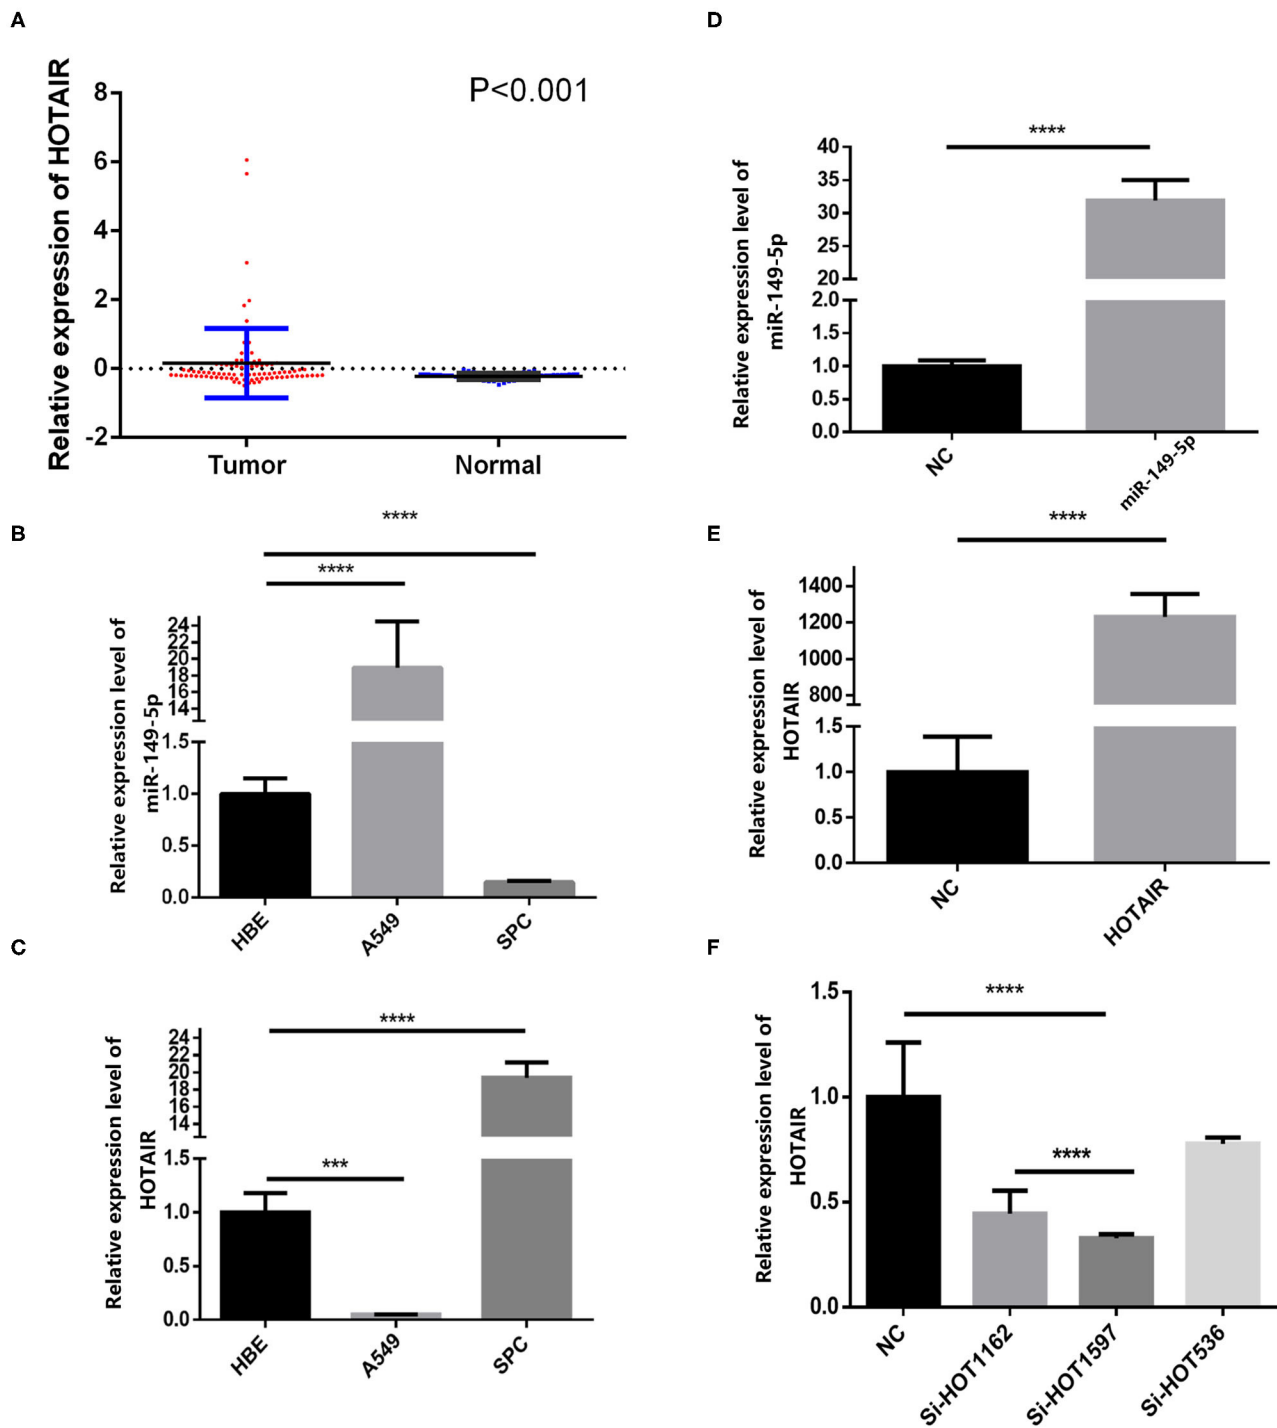 A
Relative expression of HOTAIR
P<0.001
8
6
4
2
0
-2
Tumor
Normal
B
****
****
Relative expression level of
miR-149-5p
24
22
20
18
16
14
1.5
1.0
0.5
0.0
HBE
A549
SPC
C
****
***
Relative expression level of
HOTAIR
24
22
20
18
16
14
1.5
1.0
0.5
0.0
HBE
A549
SPC
D
****
Relative expression level of
miR-149-5p
40
35
30
25
20
2.0
1.5
1.0
0.5
0.0
NC
miR-149-5p
E
****
Relative expression level of
HOTAIR
1400
1200
1000
800
1.5
1.0
0.5
0.0
NC
HOTAIR
F
****
****
Relative expression level of
HOTAIR
1.5
1.0
0.5
0.0
NC
Si-HOT1162
Si-HOT1597
Si-HOT536